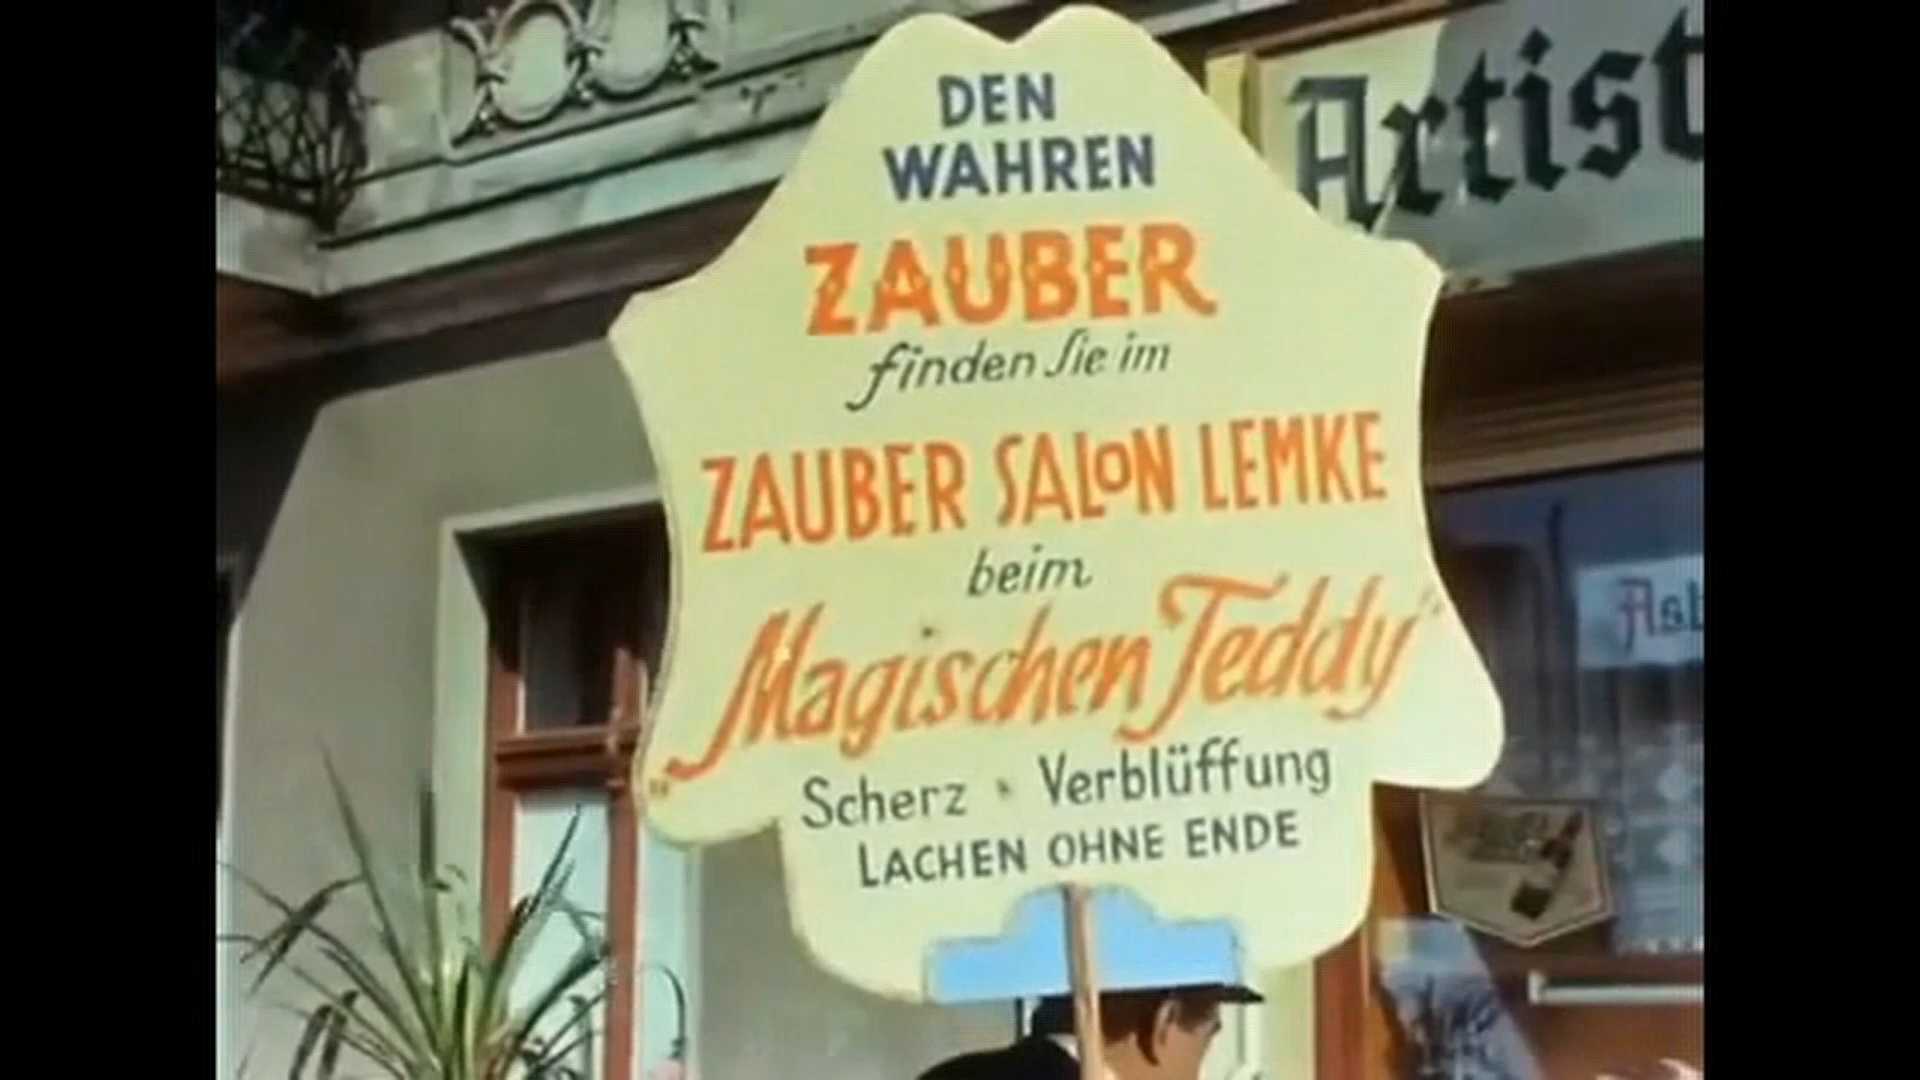 DEN
WAHREN
ZAUBER
finden Sie im
ZAUBER SALON LEMKE
beim
„Magischen Teddy"
Scherz · Verblüffung
LACHEN OHNE ENDE
Artist